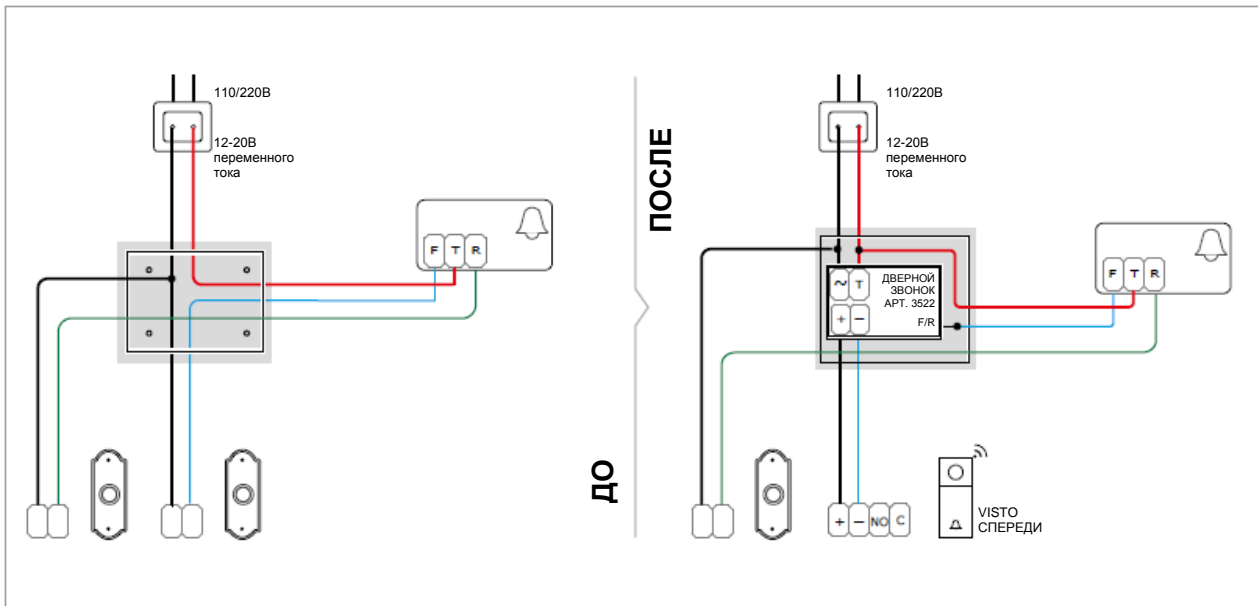 110/220В
12-20В
переменного
тока
F T R
ДО
ПОСЛЕ
110/220В
12-20В
переменного
тока
~ T
ДВЕРНОЙ
ЗВОНОК
АРТ. 3522
+ −
F/R
F T R
+ − NO C
VISTO
СПЕРЕДИ